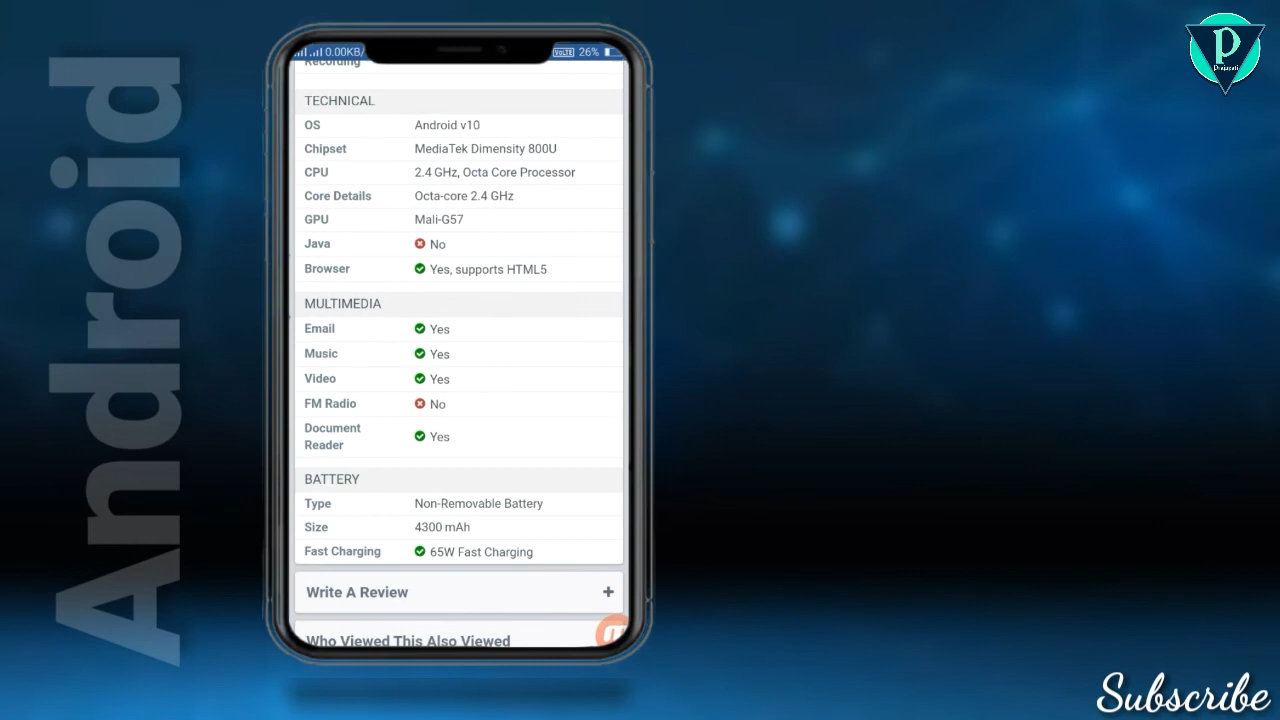 Android
0.00KB/
VoLTE 26%
Recording
TECHNICAL
OS Android v10
Chipset MediaTek Dimensity 800U
CPU 2.4 GHz, Octa Core Processor
Core Details Octa-core 2.4 GHz
GPU Mali-G57
Java No
Browser Yes, supports HTML5
MULTIMEDIA
Email Yes
Music Yes
Video Yes
FM Radio No
Document
Reader Yes
BATTERY
Type Non-Removable Battery
Size 4300 mAh
Fast Charging 65W Fast Charging
Write A Review +
Who Viewed This Also Viewed
P
Prajapati
Subscribe